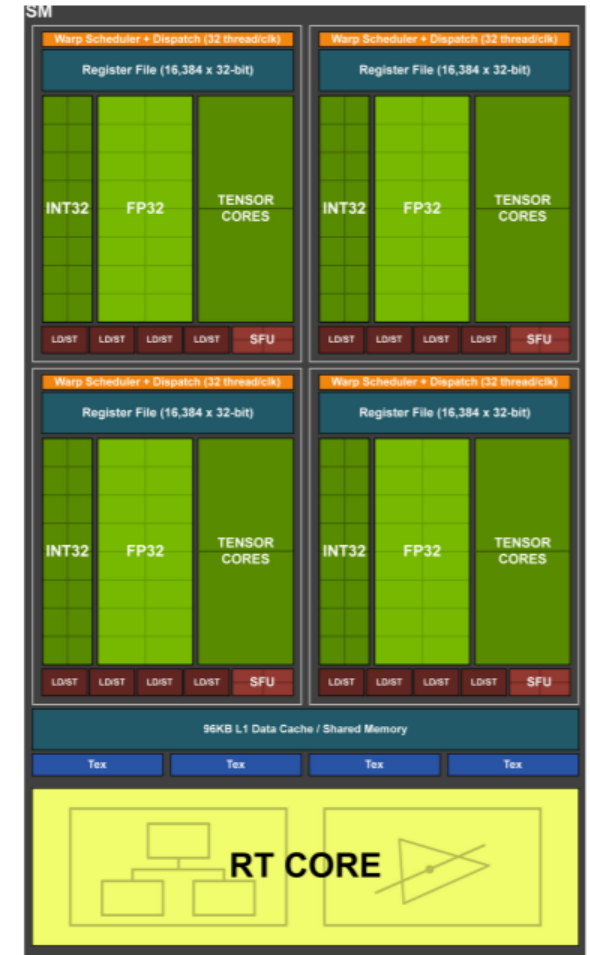 SM
Warp Scheduler + Dispatch (32 thread/clk)
Register File (16,384 x 32-bit)
INT32
FP32
TENSOR
CORES
LD/ST LD/ST LD/ST LD/ST SFU
Warp Scheduler + Dispatch (32 thread/clk)
Register File (16,384 x 32-bit)
INT32
FP32
TENSOR
CORES
LD/ST LD/ST LD/ST LD/ST SFU
Warp Scheduler + Dispatch (32 thread/clk)
Register File (16,384 x 32-bit)
INT32
FP32
TENSOR
CORES
LD/ST LD/ST LD/ST LD/ST SFU
Warp Scheduler + Dispatch (32 thread/clk)
Register File (16,384 x 32-bit)
INT32
FP32
TENSOR
CORES
LD/ST LD/ST LD/ST LD/ST SFU
96KB L1 Data Cache / Shared Memory
Tex Tex Tex Tex
RT CORE